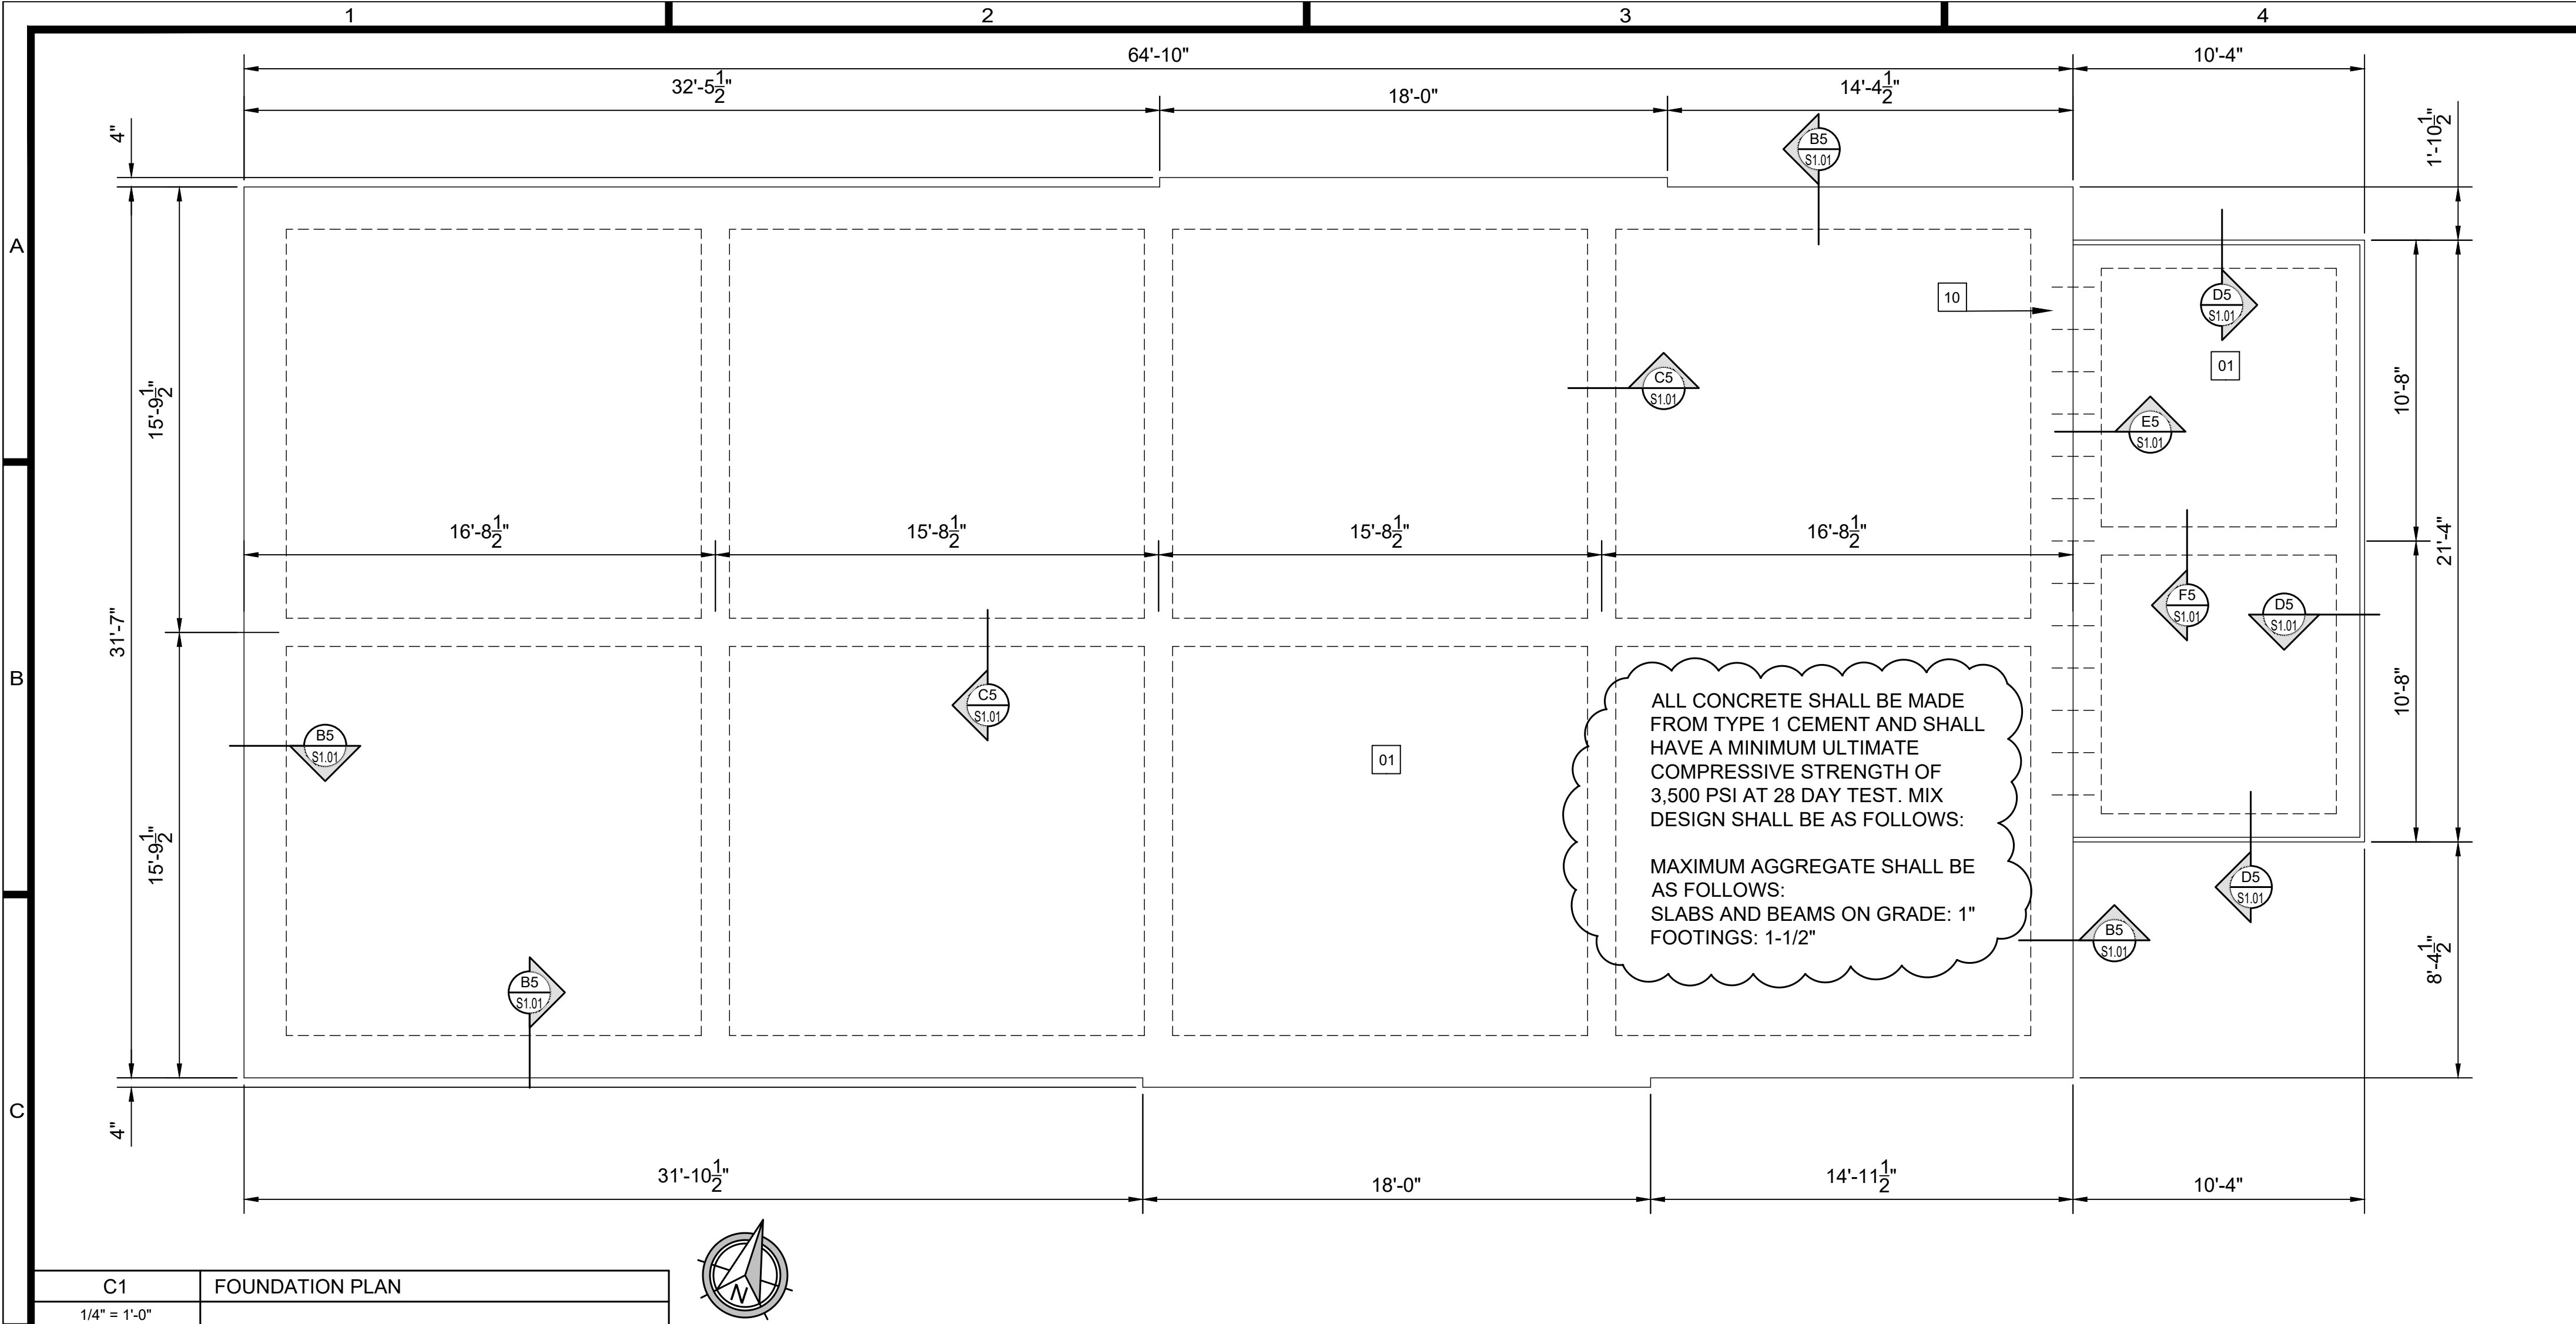 1 2 3 4
64'-10" 10'-4"
32'-5 1/2" 18'-0" 14'-4 1/2"
4" 1'-10 1/2"
B5
S1.01
A
D5
S1.01
10
01
C5
S1.01
15'-9 1/2" 10'-8"
E5
S1.01
16'-8 1/2" 15'-8 1/2" 15'-8 1/2" 16'-8 1/2"
21'-4"
31'-7"
F5
S1.01
D5
S1.01
B
C5
S1.01
10'-8"
B5
S1.01
01
ALL CONCRETE SHALL BE MADE
FROM TYPE 1 CEMENT AND SHALL
HAVE A MINIMUM ULTIMATE
COMPRESSIVE STRENGTH OF
3,500 PSI AT 28 DAY TEST. MIX
DESIGN SHALL BE AS FOLLOWS:
MAXIMUM AGGREGATE SHALL BE
AS FOLLOWS:
SLABS AND BEAMS ON GRADE: 1"
FOOTINGS: 1-1/2"
15'-9 1/2"
D5
S1.01
B5
S1.01
8'-4 1/2"
B5
S1.01
C
4"
31'-10 1/2" 18'-0" 14'-11 1/2" 10'-4"
N
C1 FOUNDATION PLAN
1/4" = 1'-0"